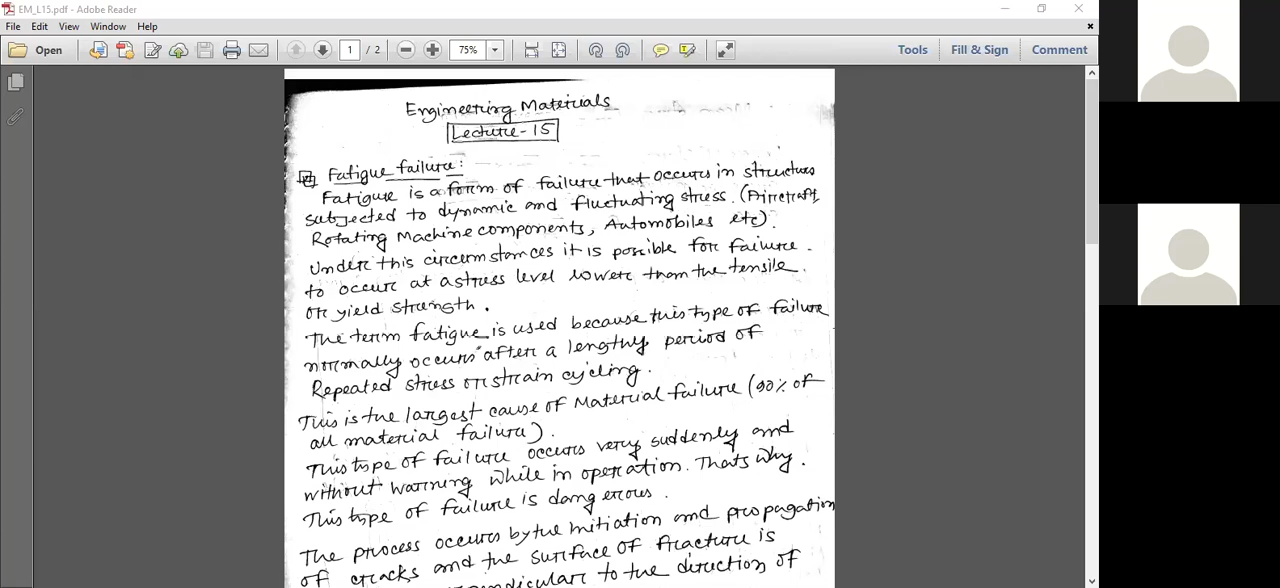 EM_L15.pdf - Adobe Reader
File Edit View Window Help
Open 1 / 2 75% Tools Fill & Sign Comment
Engineering Materials
Lecture-15
Fatigue failure:
Fatigue is a form of failure that occurs in structures
subjected to dynamic and fluctuating stress. (Aircraft,
Rotating Machine components, Automobiles etc).
Under this circumstances it is possible for failure
to occur at a stress level lower than the tensile
or yield strength.
The term fatigue is used because this type of failure
normally occurs after a lengthy period of
Repeated stress or strain cycling.
This is the largest cause of Material failure (90% of
all material failure)
This type of failure occurs very suddenly and
without warning while in operation. Thats why
This type of failure is dangerous.
The process occurs by the initiation and propagation
of cracks and the surface of fracture is
to the direction of